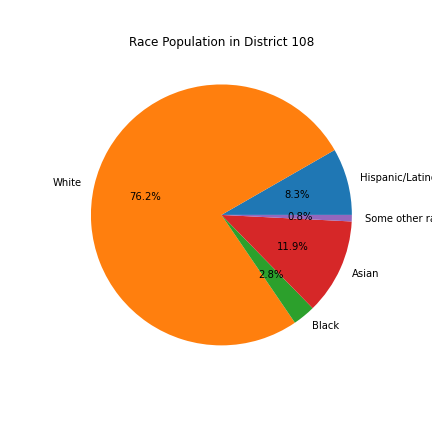 Race Population in District 108
White
76.2%
Hispanic/Latino
8.3%
0.8%
Some other ra
11.9%
Asian
2.8%
Black